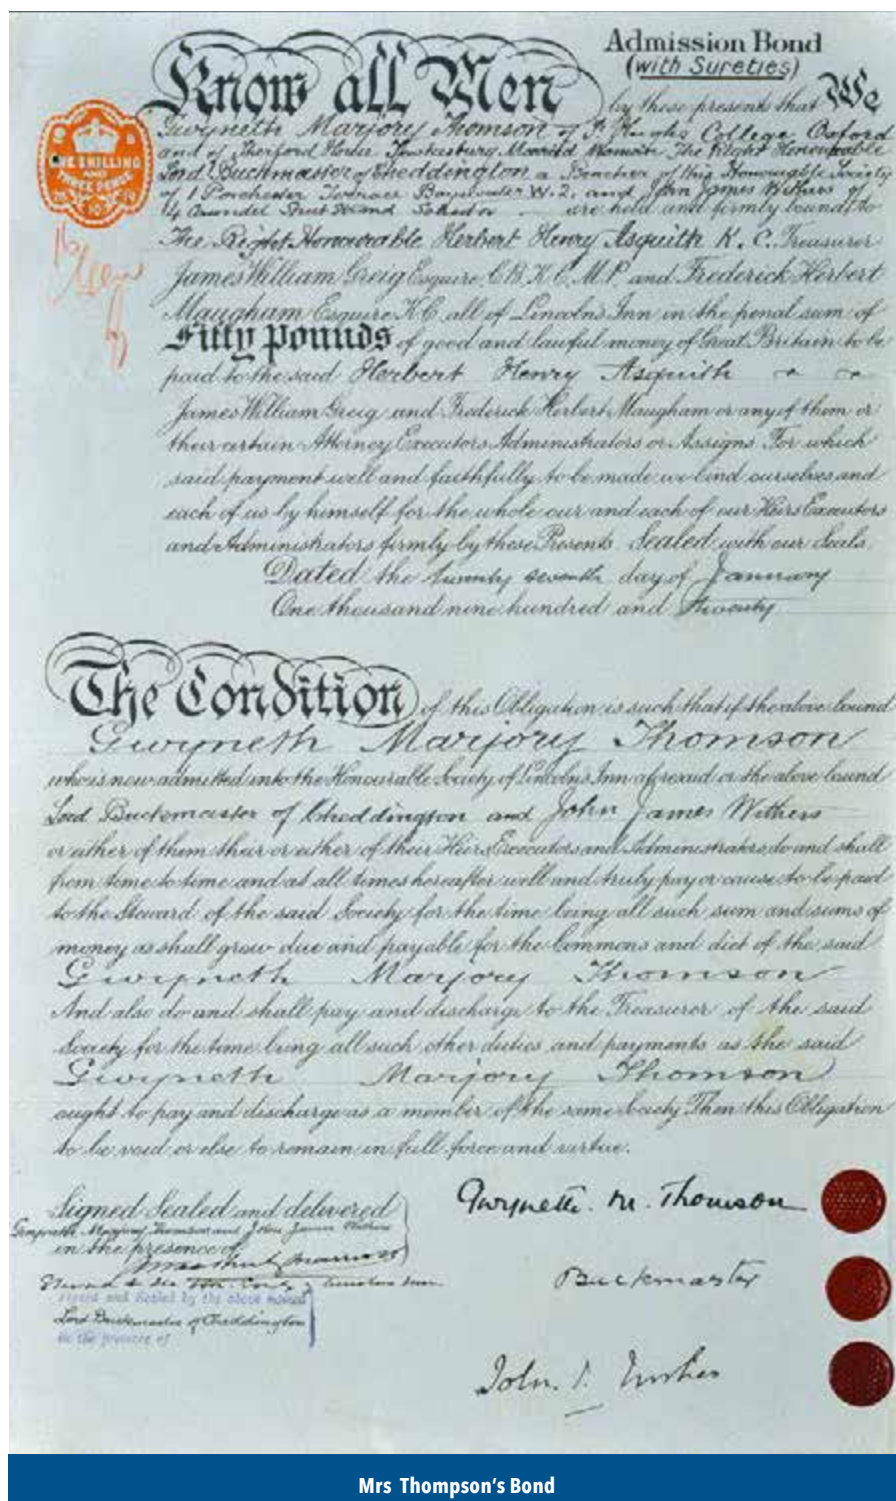 Admission Bond
(with Sureties)
Know all Men by these presents that We
Gwyneth Marjory Thomson of St Hughs College Oxford
and of House Tewkesbury Married Woman The Right Honourable
Lord Buckmaster of Cheddington a Bencher of this Honourable Society
of 1 Porchester Terrace Bayswater W.2. and John James Withers of
4 Arundel Street Strand Solicitor are held and firmly bound to
ONE SHILLING
AND
THREE PENCE
The Right Honourable Herbert Henry Asquith K.C. Treasurer
James William Greig Esquire C.B. K.C. M.P. and Frederick Herbert
Maugham Esquire K.C. all of Lincoln's Inn in the penal sum of
Fifty Pounds of good and lawful money of Great Britain to be
paid to the said Herbert Henry Asquith
James William Greig and Frederick Herbert Maugham or any of them or
their certain Attorney Executors Administrators or Assigns For which
said payment well and faithfully to be made we bind ourselves and
each of us by himself for the whole our and each of our Heirs Executors
and Administrators firmly by these Presents Sealed with our Seals.
Dated the twenty seventh day of January
One thousand nine hundred and twenty
The Condition of this Obligation is such that if the above bound
Gwyneth Marjory Thomson
who is now admitted into the Honourable Society of Lincoln's Inn aforesaid or the above bound
Lord Buckmaster of Cheddington and John James Withers
or either of them their or either of their Heirs Executors and Administrators do and shall
from time to time and at all times hereafter well and truly pay or cause to be paid
to the Steward of the said Society for the time being all such sum and sums of
money as shall grow due and payable for the Commons and diet of the said
Gwyneth Marjory Thomson
And also do and shall pay and discharge to the Treasurer of the said
Society for the time being all such other duties and payments as the said
Gwyneth Marjory Thomson
ought to pay and discharge as a member of the same Society Then this Obligation
to be void or else to remain in full force and virtue.
Signed Sealed and delivered
Gwyneth Marjory Thomson and John James Withers
in the presence of
Gwyneth. M. Thomson
Signed and Sealed by the above named
Lord Buckmaster of Cheddington
in the presence of
Buckmaster
John. J. Withers
Mrs Thompson's Bond